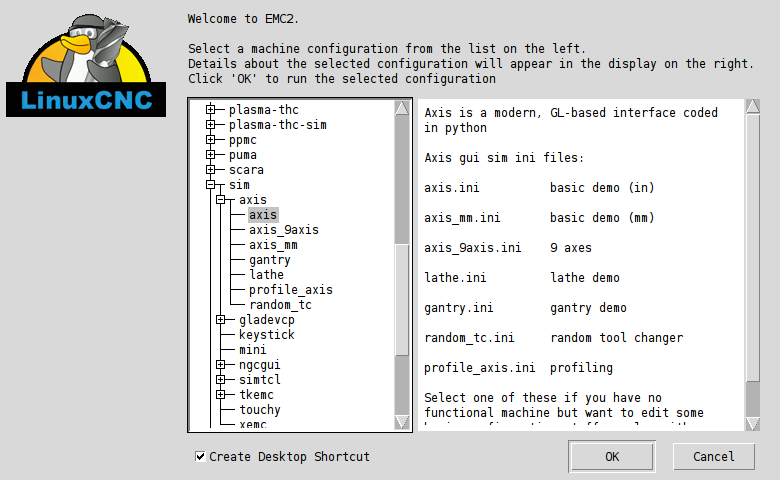 LinuxCNC
Welcome to EMC2.
Select a machine configuration from the list on the left.
Details about the selected configuration will appear in the display on the right.
Click 'OK' to run the selected configuration
plasma-thc
plasma-thc-sim
ppmc
puma
scara
sim
axis
axis
axis_9axis
axis_mm
gantry
lathe
profile_axis
random_tc
gladevcp
keystick
mini
ngcgui
simtcl
tkemc
touchy
xemc
Axis is a modern, GL-based interface coded
in python
Axis gui sim ini files:
axis.ini basic demo (in)
axis_mm.ini basic demo (mm)
axis_9axis.ini 9 axes
lathe.ini lathe demo
gantry.ini gantry demo
random_tc.ini random tool changer
profile_axis.ini profiling
Select one of these if you have no
functional machine but want to edit some
Create Desktop Shortcut
OK
Cancel